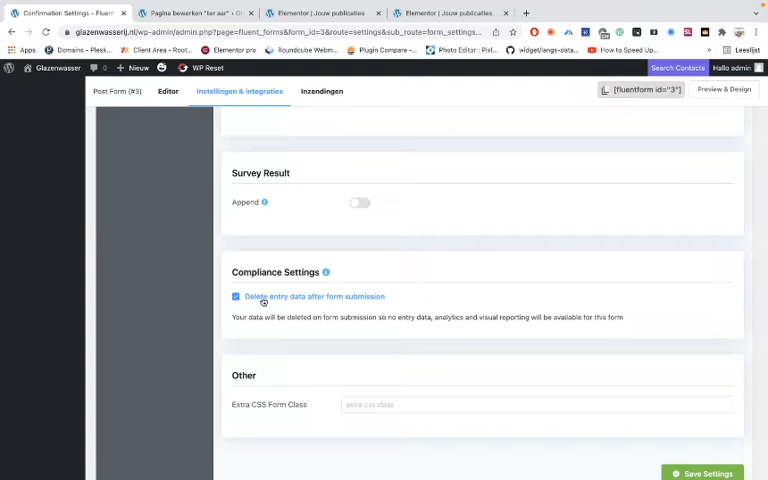 Confirmation Settings - Fluent
Pagina bewerken "ter aar" ‹ G
Elementor | Jouw publicaties
Elementor | Jouw publicaties
glazenwasserij.nl/wp-admin/admin.php?page=fluent_forms&form_id=3&route=settings&sub_route=form_settings...
Apps
Domains - Plesk...
Client Area - Root...
Elementor pro
Roundcube Webm...
Plugin Compare -...
Photo Editor : Pixl...
widget/langs-data...
How to Speed Up...
»
Leeslijst
Glazenwasser
0
Nieuw
WP Reset
Search Contacts
Hallo admin
Post Form (#3)
Editor
Instellingen & integraties
Inzendingen
[fluentform id="3"]
Preview & Design
Survey Result
Append
Compliance Settings
Delete entry data after form submission
Your data will be deleted on form submission so no entry data, analytics and visual reporting will be available for this form
Other
Extra CSS Form Class
extra css class
Save Settings